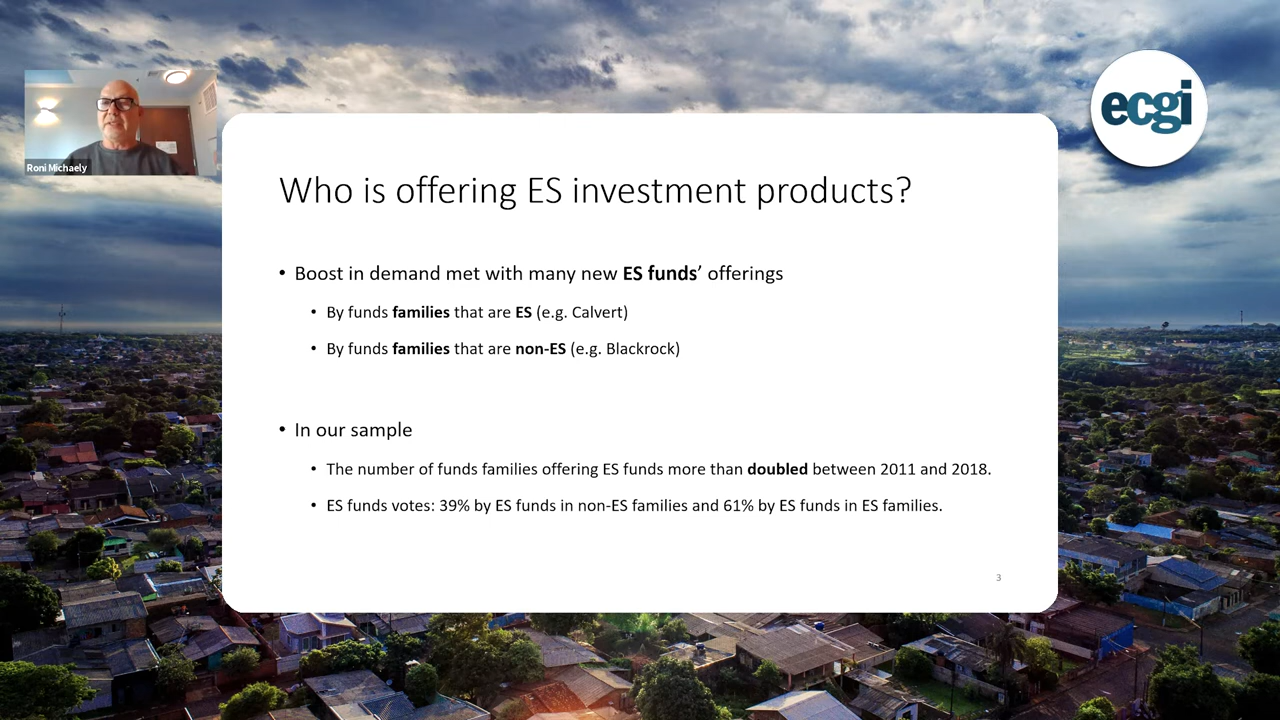 ecgi
Roni Michaely
Who is offering ES investment products?
• Boost in demand met with many new ES funds’ offerings
• By funds families that are ES (e.g. Calvert)
• By funds families that are non-ES (e.g. Blackrock)
• In our sample
• The number of funds families offering ES funds more than doubled between 2011 and 2018.
• ES funds votes: 39% by ES funds in non-ES families and 61% by ES funds in ES families.
3